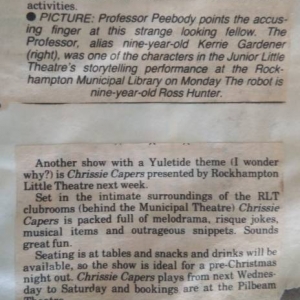 activities.
● PICTURE: Professor Peebody points the accus-
ing finger at this strange looking fellow. The
Professor, alias nine-year-old Kerrie Gardener
(right), was one of the characters in the Junior Little
Theatre's storytelling performance at the Rock-
hampton Municipal Library on Monday The robot is
nine-year-old Ross Hunter.
Another show with a Yuletide theme (I wonder
why?) is Chrissie Capers presented by Rockhampton
Little Theatre next week.
Set in the intimate surroundings of the RLT
clubrooms (behind the Municipal Theatre) Chrissie
Capers is packed full of melodrama, risque jokes,
musical items and outrageous snippets. Sounds
great fun.
Seating is at tables and snacks and drinks will be
available, so the show is ideal for a pre-Christmas
night out. Chrissie Capers plays from next Wednes-
day to Saturday and bookings are at the Pilbeam
Theatre.